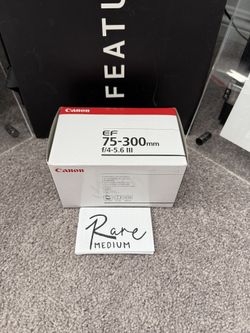 FEATU
Canon
EF
75-300mm
f/4-5.6 III
Canon
Rare
MEDIUM